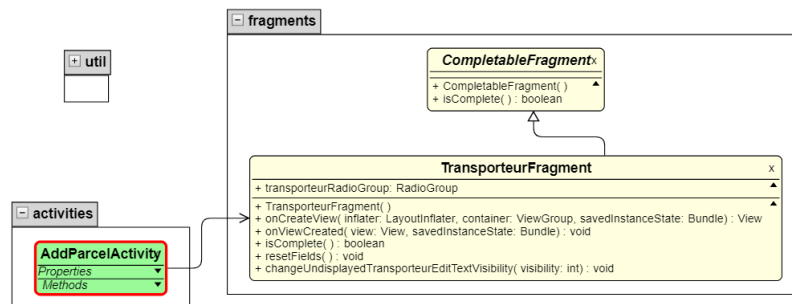 − fragments
+ util
CompletableFragment x
+ CompletableFragment( )
+ isComplete( ) : boolean
TransporteurFragment x
+ transporteurRadioGroup: RadioGroup
+ TransporteurFragment( )
+ onCreateView( inflater: LayoutInflater, container: ViewGroup, savedInstanceState: Bundle) : View
+ onViewCreated( view: View, savedInstanceState: Bundle) : void
+ isComplete( ) : boolean
+ resetFields( ) : void
+ changeUndisplayedTransporteurEditTextVisibility( visibility: int) : void
− activities
AddParcelActivity
Properties
Methods